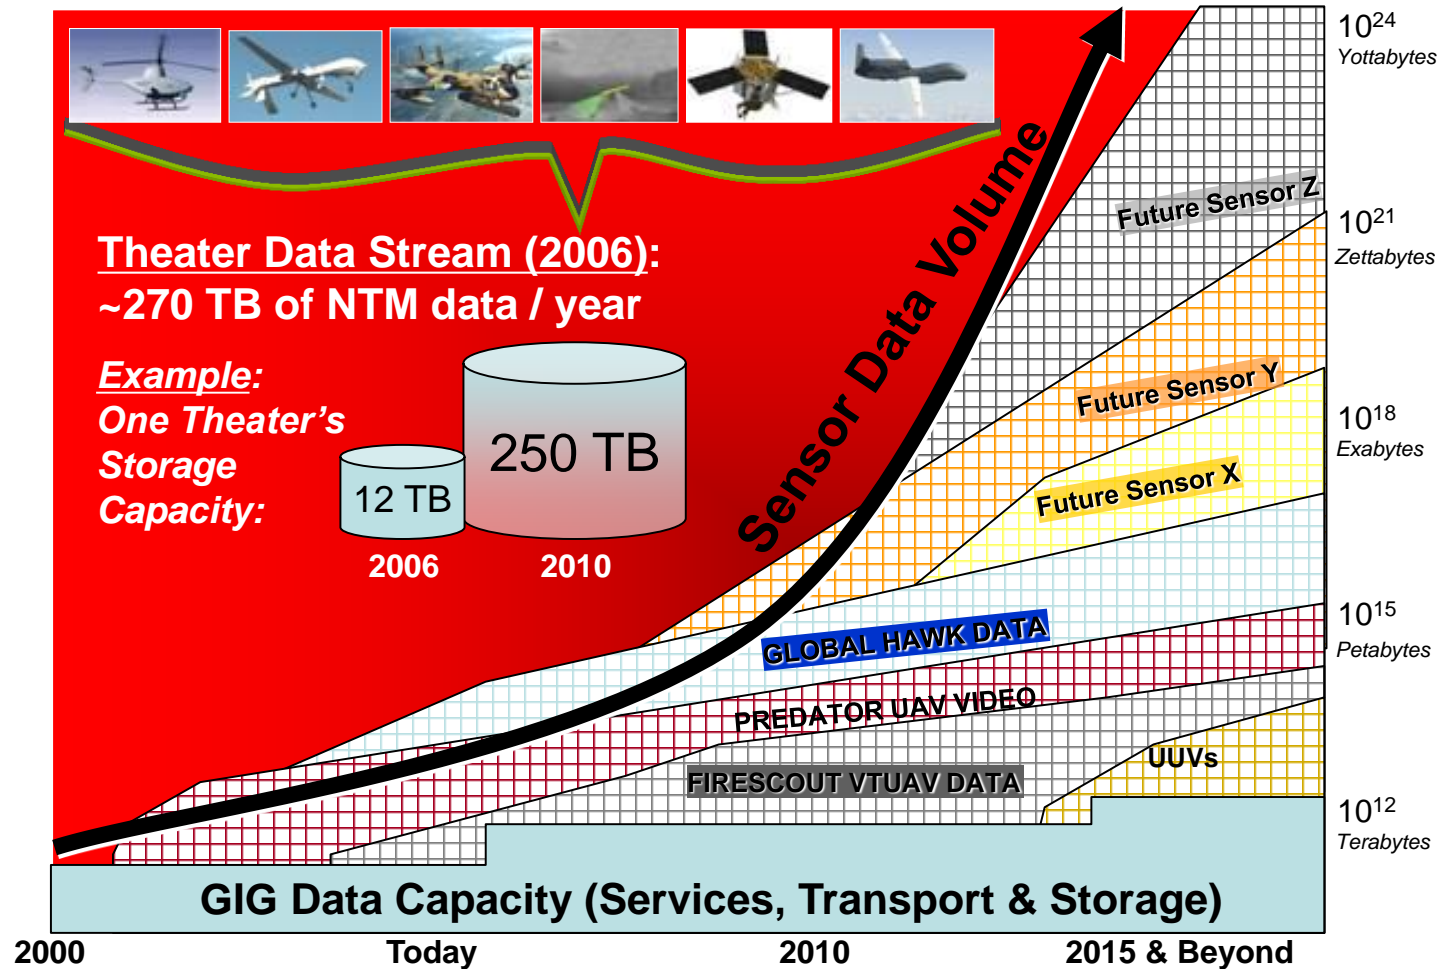 10²⁴
Yottabytes
Future Sensor Z
10²¹
Zettabytes
Sensor Data Volume
Theater Data Stream (2006):
~270 TB of NTM data / year
Example:
One Theater's
Storage
Capacity:
12 TB
250 TB
2006
2010
Future Sensor Y
10¹⁸
Exabytes
Future Sensor X
GLOBAL HAWK DATA
10¹⁵
Petabytes
PREDATOR UAV VIDEO
UUVs
FIRESCOUT VTUAV DATA
10¹²
Terabytes
GIG Data Capacity (Services, Transport & Storage)
2000
Today
2010
2015 & Beyond